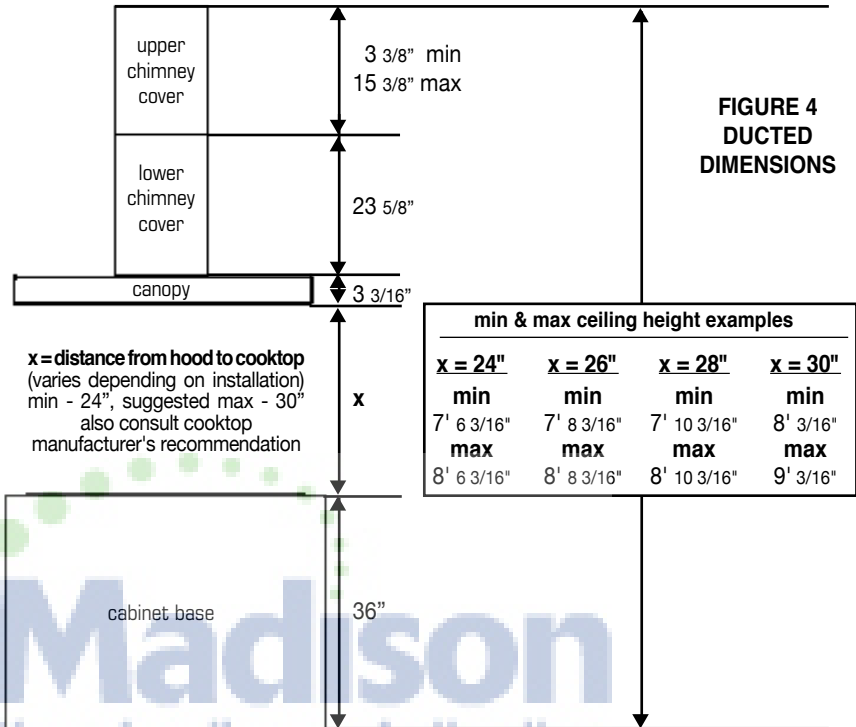 upper
chimney
cover
3 3/8” min
15 3/8” max
FIGURE 4
DUCTED
DIMENSIONS
lower
chimney
cover
23 5/8”
canopy
3 3/16”
x = distance from hood to cooktop
(varies depending on installation)
min - 24”, suggested max - 30”
also consult cooktop
manufacturer's recommendation
x
min & max ceiling height examples
x = 24" x = 26" x = 28" x = 30"
min min min min
7' 6 3/16" 7' 8 3/16" 7' 10 3/16" 8' 3/16"
max max max max
8' 6 3/16" 8' 8 3/16" 8' 10 3/16" 9' 3/16"
cabinet base
36”
Madison